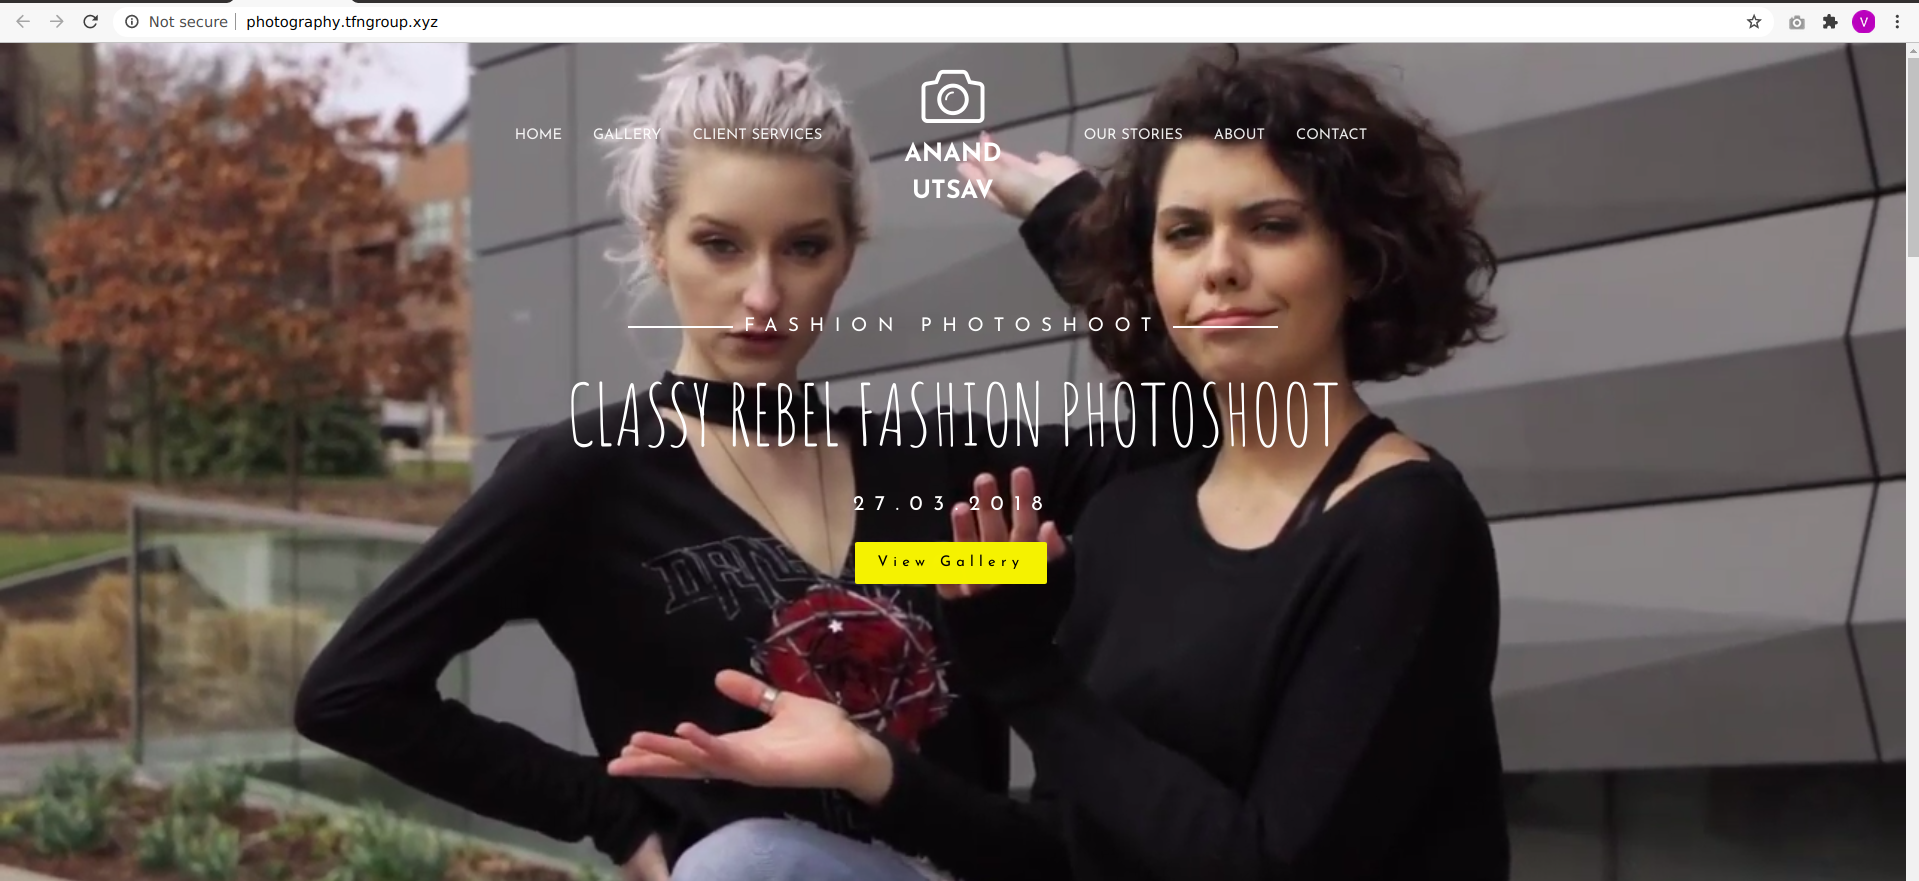 Not secure
photography.tfngroup.xyz
V
HOME
GALLERY
CLIENT SERVICES
ANAND
UTSAV
OUR STORIES
ABOUT
CONTACT
FASHION PHOTOSHOOT
CLASSY REBEL FASHION PHOTOSHOOT
27.03.2018
View Gallery